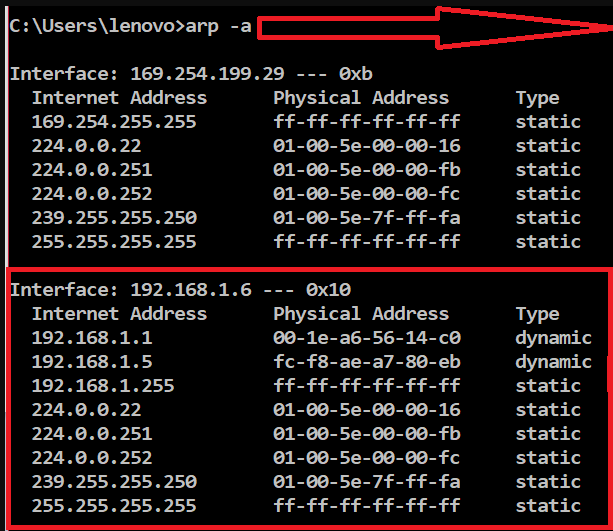 C:\Users\lenovo>arp -a
Interface: 169.254.199.29 --- 0xb
Internet Address Physical Address Type
169.254.255.255 ff-ff-ff-ff-ff-ff static
224.0.0.22 01-00-5e-00-00-16 static
224.0.0.251 01-00-5e-00-00-fb static
224.0.0.252 01-00-5e-00-00-fc static
239.255.255.250 01-00-5e-7f-ff-fa static
255.255.255.255 ff-ff-ff-ff-ff-ff static
Interface: 192.168.1.6 --- 0x10
Internet Address Physical Address Type
192.168.1.1 00-1e-a6-56-14-c0 dynamic
192.168.1.5 fc-f8-ae-a7-80-eb dynamic
192.168.1.255 ff-ff-ff-ff-ff-ff static
224.0.0.22 01-00-5e-00-00-16 static
224.0.0.251 01-00-5e-00-00-fb static
224.0.0.252 01-00-5e-00-00-fc static
239.255.255.250 01-00-5e-7f-ff-fa static
255.255.255.255 ff-ff-ff-ff-ff-ff static